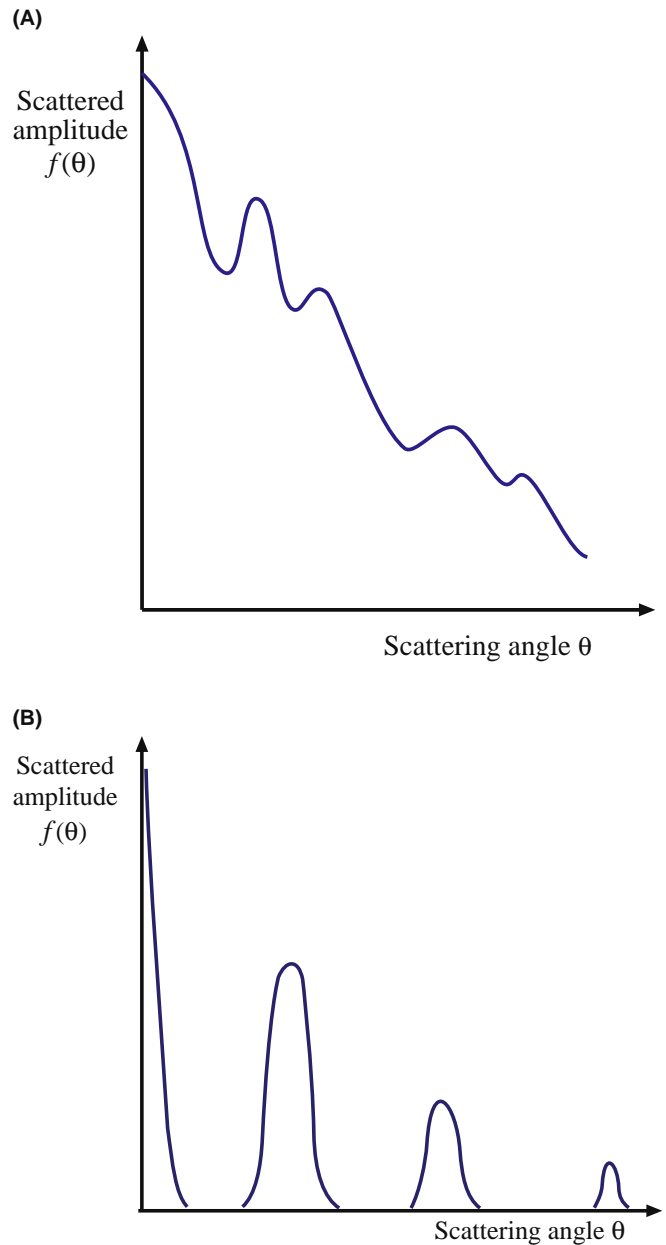 (A)
Scattered
amplitude
f(θ)
Scattering angle θ
(B)
Scattered
amplitude
f(θ)
Scattering angle θ